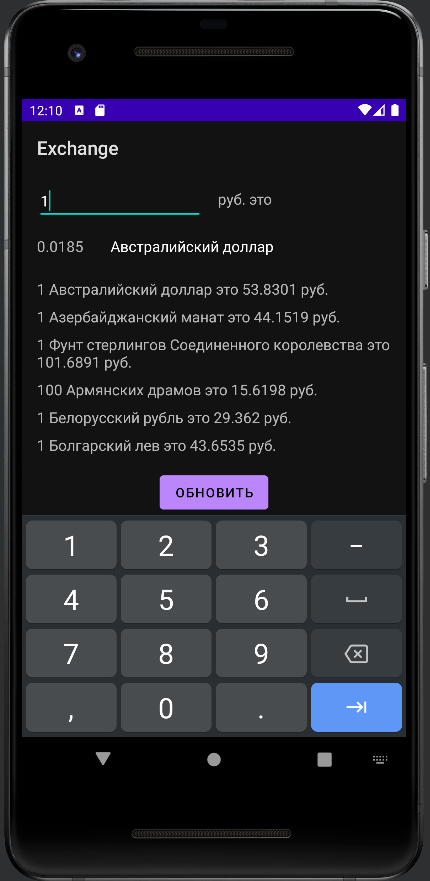 12:10
Exchange
1 руб. это
0.0185 Австралийский доллар
1 Австралийский доллар это 53.8301 руб.
1 Азербайджанский манат это 44.1519 руб.
1 Фунт стерлингов Соединенного королевства это
101.6891 руб.
100 Армянских драмов это 15.6198 руб.
1 Белорусский рубль это 29.362 руб.
1 Болгарский лев это 43.6535 руб.
ОБНОВИТЬ
1 2 3 -
4 5 6
7 8 9
, 0 .